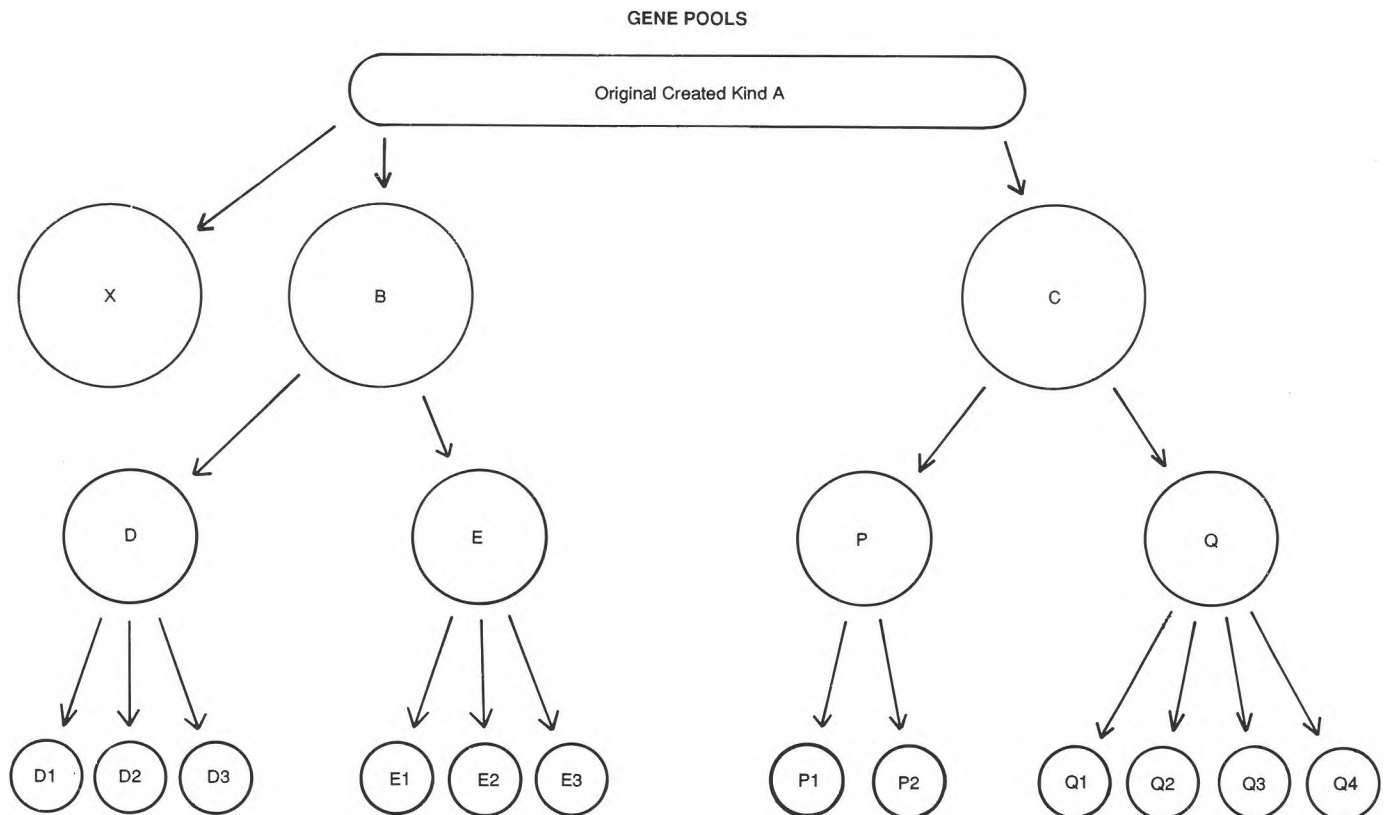 GENE POOLS
Original Created Kind A
X
B
C
D
E
P
Q
D1
D2
D3
E1
E2
E3
P1
P2
Q1
Q2
Q3
Q4